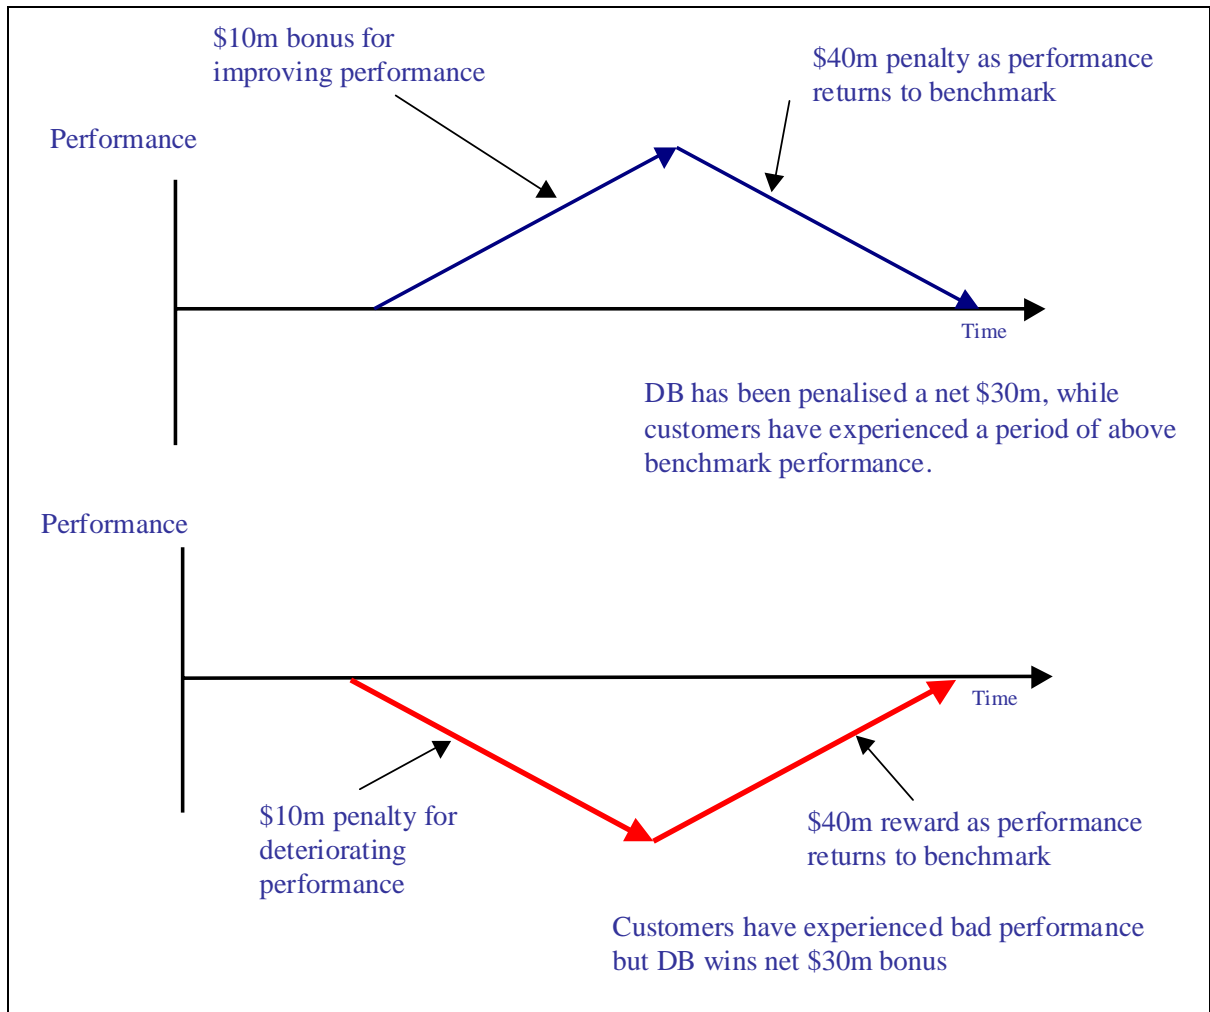 $10m bonus for
improving performance
$40m penalty as performance
returns to benchmark
Performance
Time
DB has been penalised a net $30m, while
customers have experienced a period of above
benchmark performance.
Performance
Time
$10m penalty for
deteriorating
performance
$40m reward as performance
returns to benchmark
Customers have experienced bad performance
but DB wins net $30m bonus